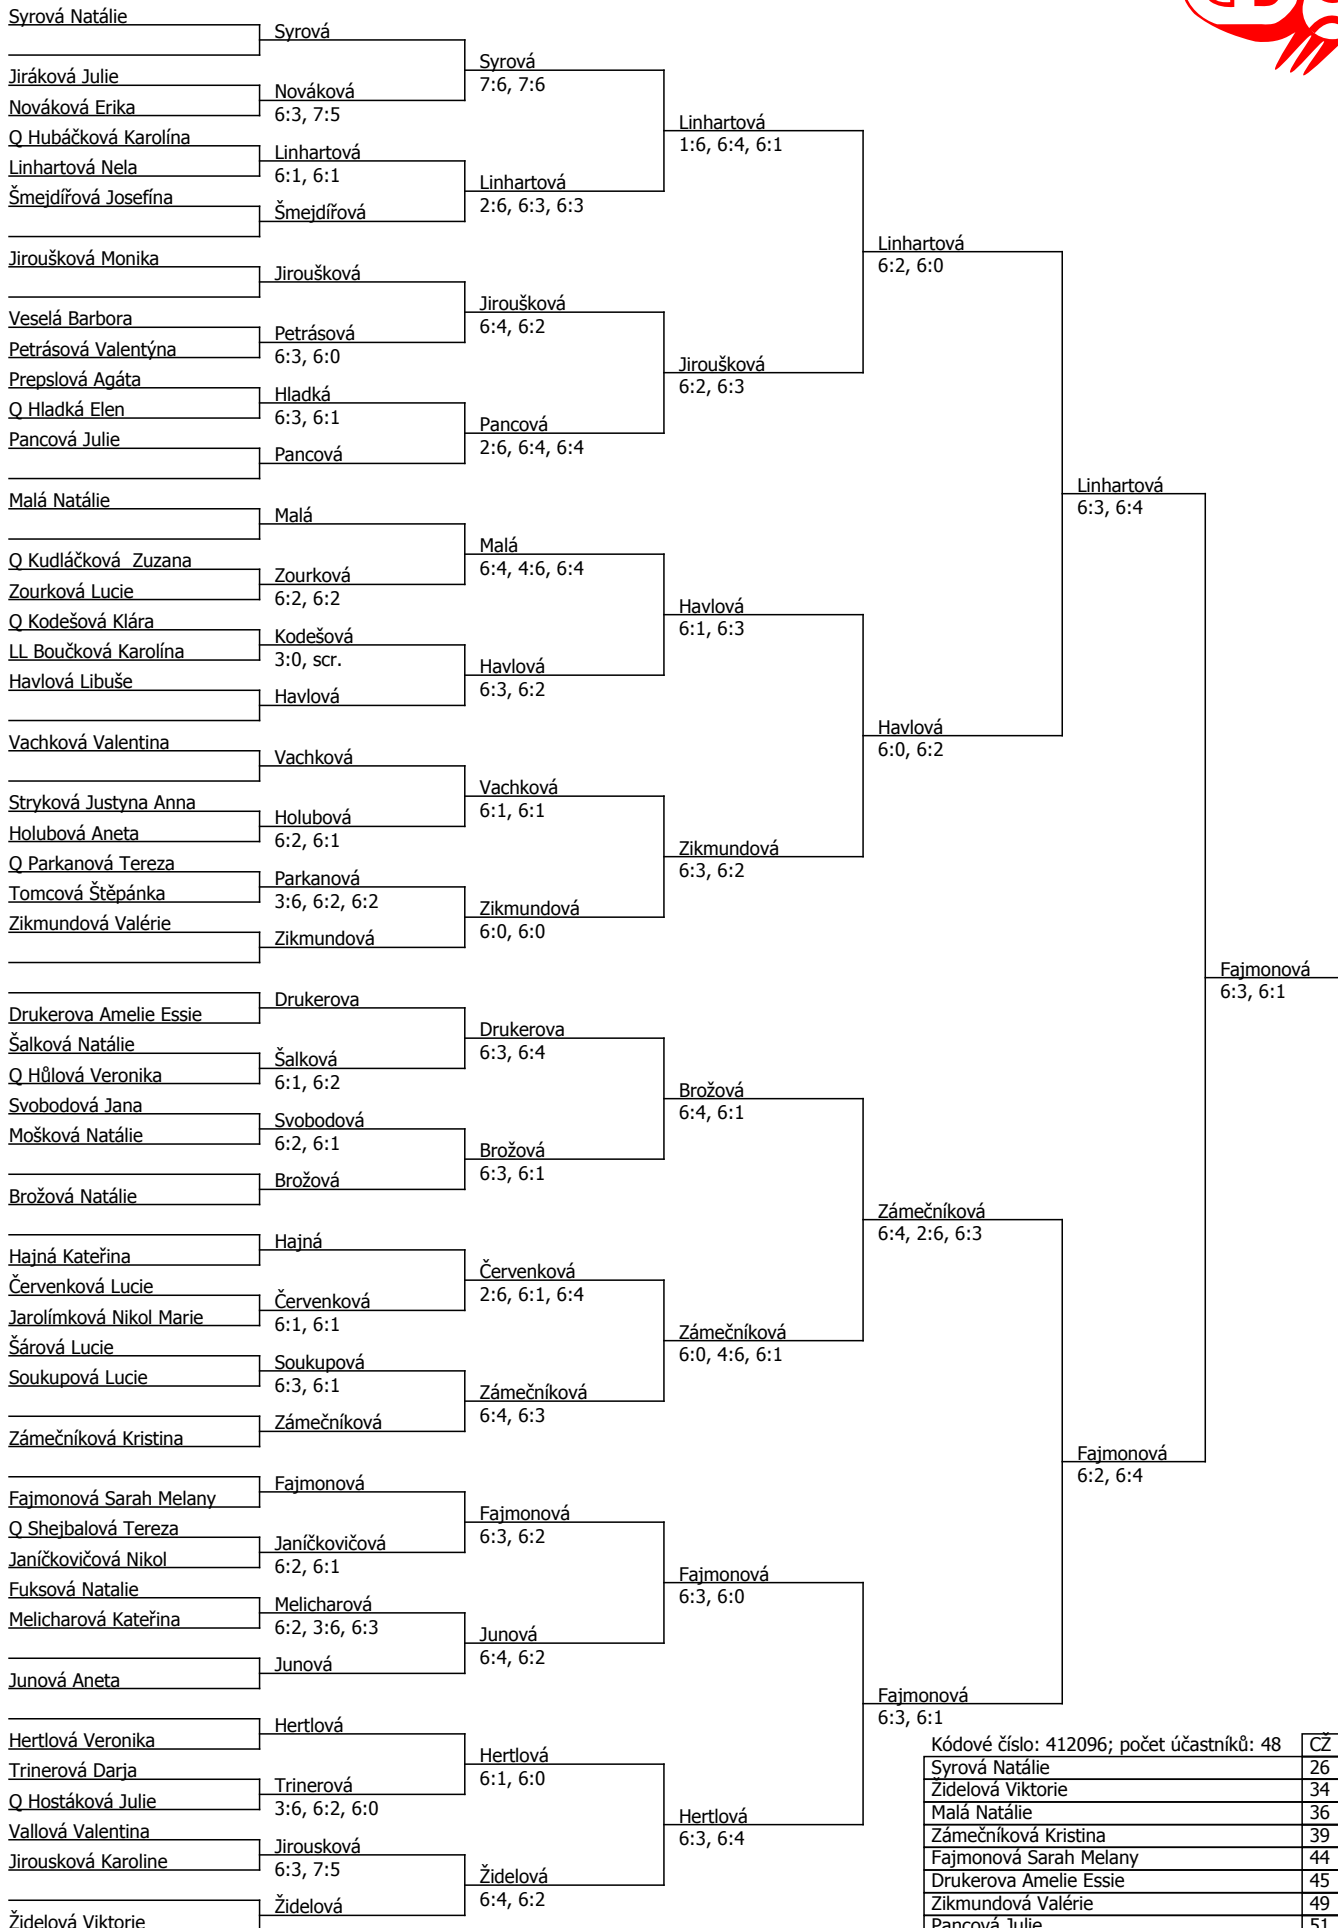 Syrová Natálie
Jiráková Julie
Nováková Erika
Q Hubáčková Karolína
Linhartová Nela
Šmejdířová Josefína
Jiroušková Monika
Veselá Barbora
Petrásová Valentýna
Prepslová Agáta
Q Hladká Elen
Pancová Julie
Malá Natálie
Q Kudláčková  Zuzana
Zourková Lucie
Q Kodešová Klára
LL Boučková Karolína
Havlová Libuše
Vachková Valentina
Stryková Justyna Anna
Holubová Aneta
Q Parkanová Tereza
Tomcová Štěpánka
Zikmundová Valérie
Drukerova Amelie Essie
Šalková Natálie
Q Hůlová Veronika
Svobodová Jana
Mošková Natálie
Brožová Natálie
Hajná Kateřina
Červenková Lucie
Jarolímková Nikol Marie
Šárová Lucie
Soukupová Lucie
Zámečníková Kristina
Fajmonová Sarah Melany
Q Shejbalová Tereza
Janíčkovičová Nikol
Fuksová Natalie
Melicharová Kateřina
Junová Aneta
Hertlová Veronika
Trinerová Darja
Q Hostáková Julie
Vallová Valentina
Jirousková Karoline
Židelová Viktorie
Syrová
Nováková
6:3, 7:5
Linhartová
6:1, 6:1
Šmejdířová
Jiroušková
Petrásová
6:3, 6:0
Hladká
6:3, 6:1
Pancová
Malá
Zourková
6:2, 6:2
Kodešová
3:0, scr.
Havlová
Vachková
Holubová
6:2, 6:1
Parkanová
3:6, 6:2, 6:2
Zikmundová
Drukerova
Šalková
6:1, 6:2
Svobodová
6:2, 6:1
Brožová
Hajná
Červenková
6:1, 6:1
Soukupová
6:3, 6:1
Zámečníková
Fajmonová
Janíčkovičová
6:2, 6:1
Melicharová
6:2, 3:6, 6:3
Junová
Hertlová
Trinerová
3:6, 6:2, 6:0
Jirousková
6:3, 7:5
Židelová
Syrová
7:6, 7:6
Linhartová
2:6, 6:3, 6:3
Jiroušková
6:4, 6:2
Pancová
2:6, 6:4, 6:4
Malá
6:4, 4:6, 6:4
Havlová
6:3, 6:2
Vachková
6:1, 6:1
Zikmundová
6:0, 6:0
Drukerova
6:3, 6:4
Brožová
6:3, 6:1
Červenková
2:6, 6:1, 6:4
Zámečníková
6:4, 6:3
Fajmonová
6:3, 6:2
Junová
6:4, 6:2
Hertlová
6:1, 6:0
Židelová
6:4, 6:2
Linhartová
1:6, 6:4, 6:1
Jiroušková
6:2, 6:3
Havlová
6:1, 6:3
Zikmundová
6:3, 6:2
Brožová
6:4, 6:1
Zámečníková
6:0, 4:6, 6:1
Fajmonová
6:3, 6:0
Hertlová
6:3, 6:4
Linhartová
6:2, 6:0
Havlová
6:0, 6:2
Zámečníková
6:4, 2:6, 6:3
Fajmonová
6:3, 6:1
Linhartová
6:3, 6:4
Fajmonová
6:2, 6:4
Fajmonová
6:3, 6:1
Kódové číslo: 412096; počet účastníků: 48 CŽ
Syrová Natálie 26
Židelová Viktorie 34
Malá Natálie 36
Zámečníková Kristina 39
Fajmonová Sarah Melany 44
Drukerova Amelie Essie 45
Zikmundová Valérie 49
Pancová Julie 51